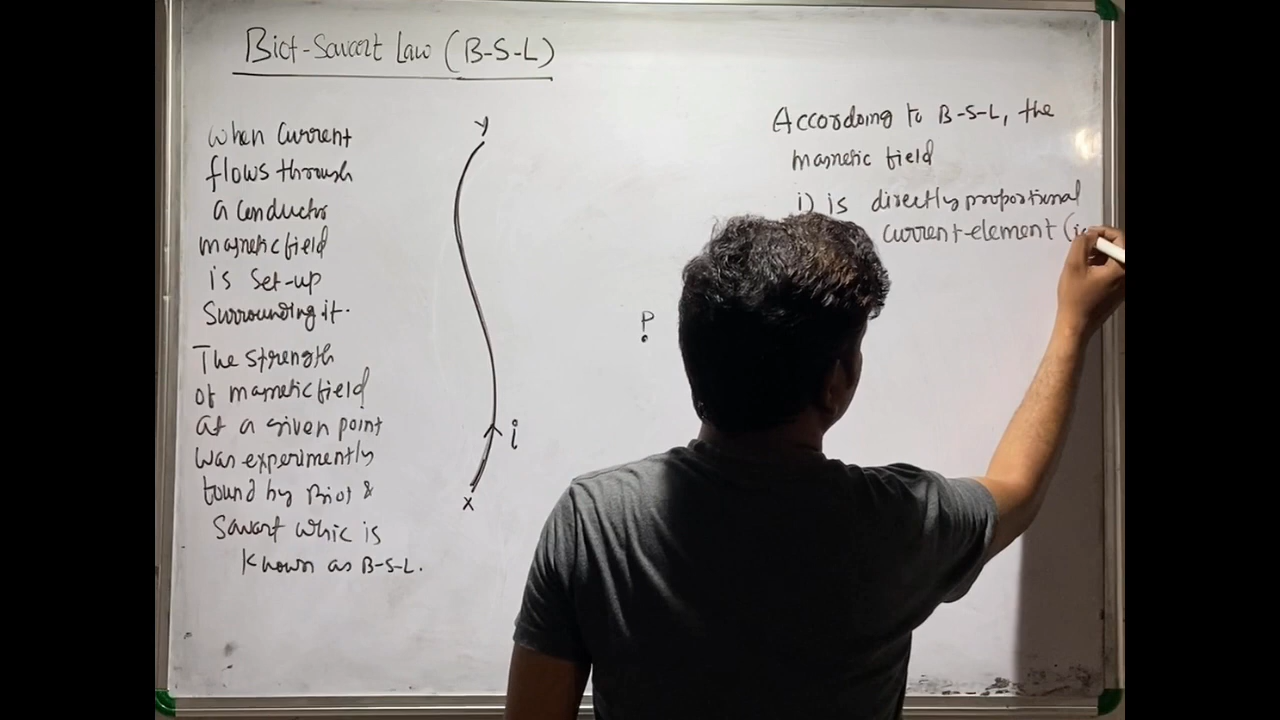 Biot-Savart Law (B-S-L)
When Current
flows through
a conductor
magnetic field
is set-up
Surrounding it.
The strength
of magnetic field
at a given point
was experimently
found by Biot &
Savart whic is
known as B-S-L.
y
i
x
P
According to B-S-L, the
magnetic field
i) is directly proportional
current-element (i